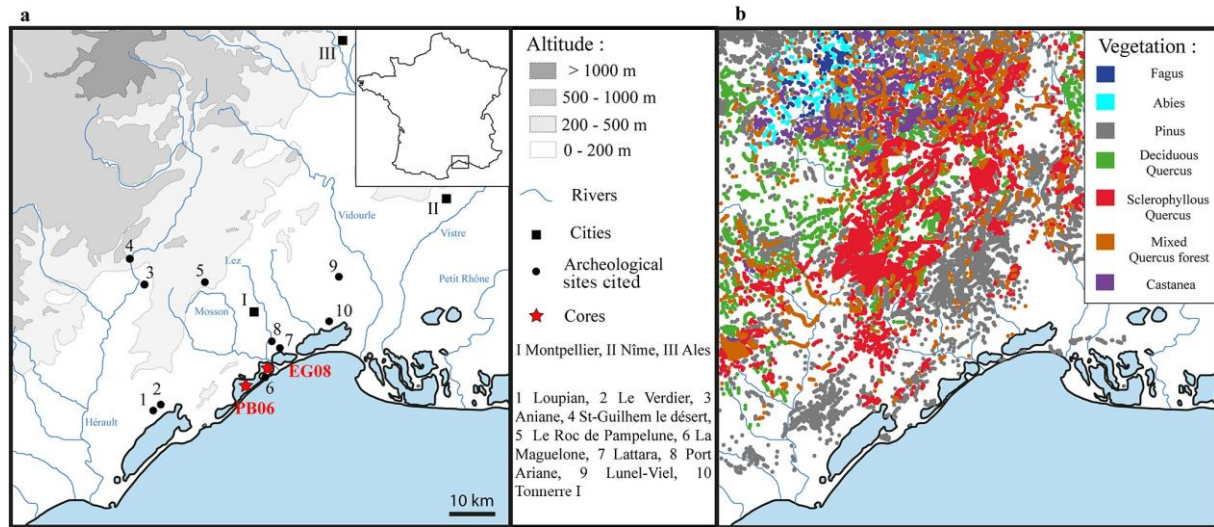 a
III
II
Vidourle
Vistre
4
3
5
Lez
9
Petit Rhône
I
10
Mosson
8
7
EG08
6
PB06
2
1
Hérault
10 km
Altitude :
> 1000 m
500 - 1000 m
200 - 500 m
0 - 200 m
Rivers
Cities
Archeological
sites cited
Cores
I Montpellier, II Nîme, III Ales
1 Loupian, 2 Le Verdier, 3
Aniane, 4 St-Guilhem le désert,
5 Le Roc de Pampelune, 6 La
Maguelone, 7 Lattara, 8 Port
Ariane, 9 Lunel-Viel, 10
Tonnerre I
b
Vegetation :
Fagus
Abies
Pinus
Deciduous
Quercus
Sclerophyllous
Quercus
Mixed
Quercus forest
Castanea